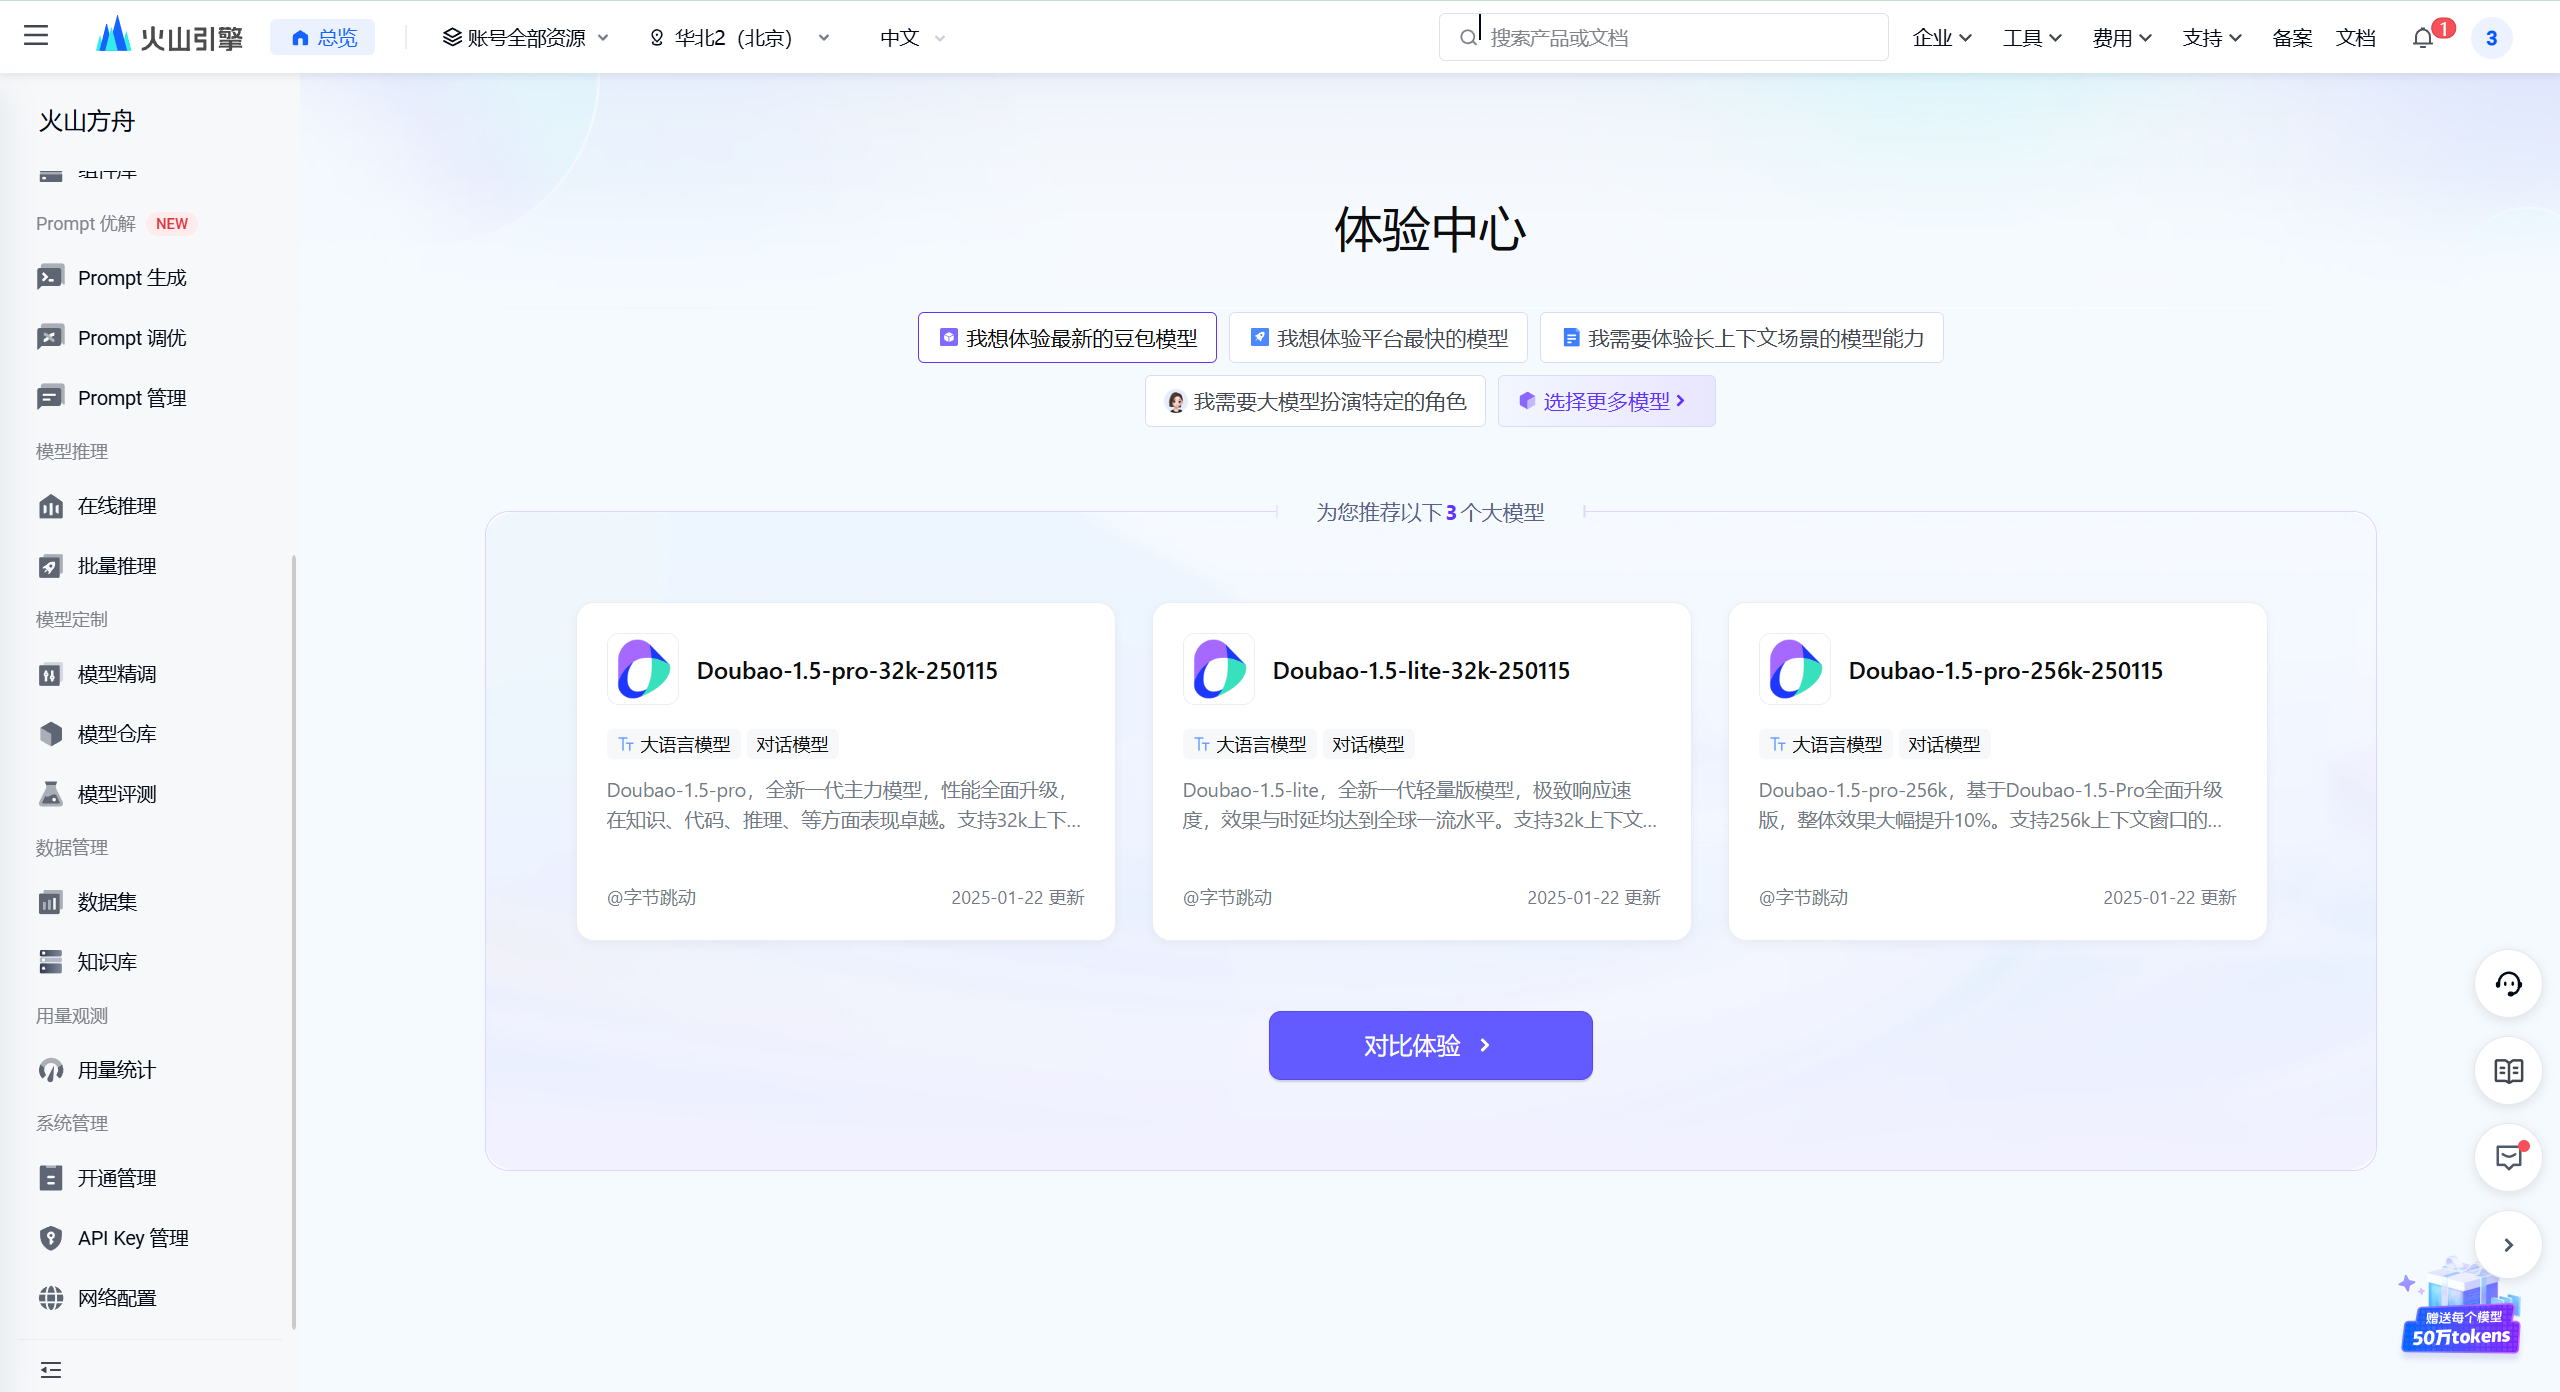 火山引擎
总览
账号全部资源
华北2（北京）
中文
搜索产品或文档
企业
工具
费用
支持
备案
文档
1
3
火山方舟
组件库
Prompt 优解 NEW
Prompt 生成
Prompt 调优
Prompt 管理
模型推理
在线推理
批量推理
模型定制
模型精调
模型仓库
模型评测
数据管理
数据集
知识库
用量观测
用量统计
系统管理
开通管理
API Key 管理
网络配置
体验中心
我想体验最新的豆包模型
我想体验平台最快的模型
我需要体验长上下文场景的模型能力
我需要大模型扮演特定的角色
选择更多模型
为您推荐以下 3 个大模型
Doubao-1.5-pro-32k-250115
大语言模型 对话模型
Doubao-1.5-pro，全新一代主力模型，性能全面升级，
在知识、代码、推理、等方面表现卓越。支持32k上下...
@字节跳动 2025-01-22 更新
Doubao-1.5-lite-32k-250115
大语言模型 对话模型
Doubao-1.5-lite，全新一代轻量版模型，极致响应速
度，效果与时延均达到全球一流水平。支持32k上下文...
@字节跳动 2025-01-22 更新
Doubao-1.5-pro-256k-250115
大语言模型 对话模型
Doubao-1.5-pro-256k，基于Doubao-1.5-Pro全面升级
版，整体效果大幅提升10%。支持256k上下文窗口的...
@字节跳动 2025-01-22 更新
对比体验
赠送每个模型
50万tokens